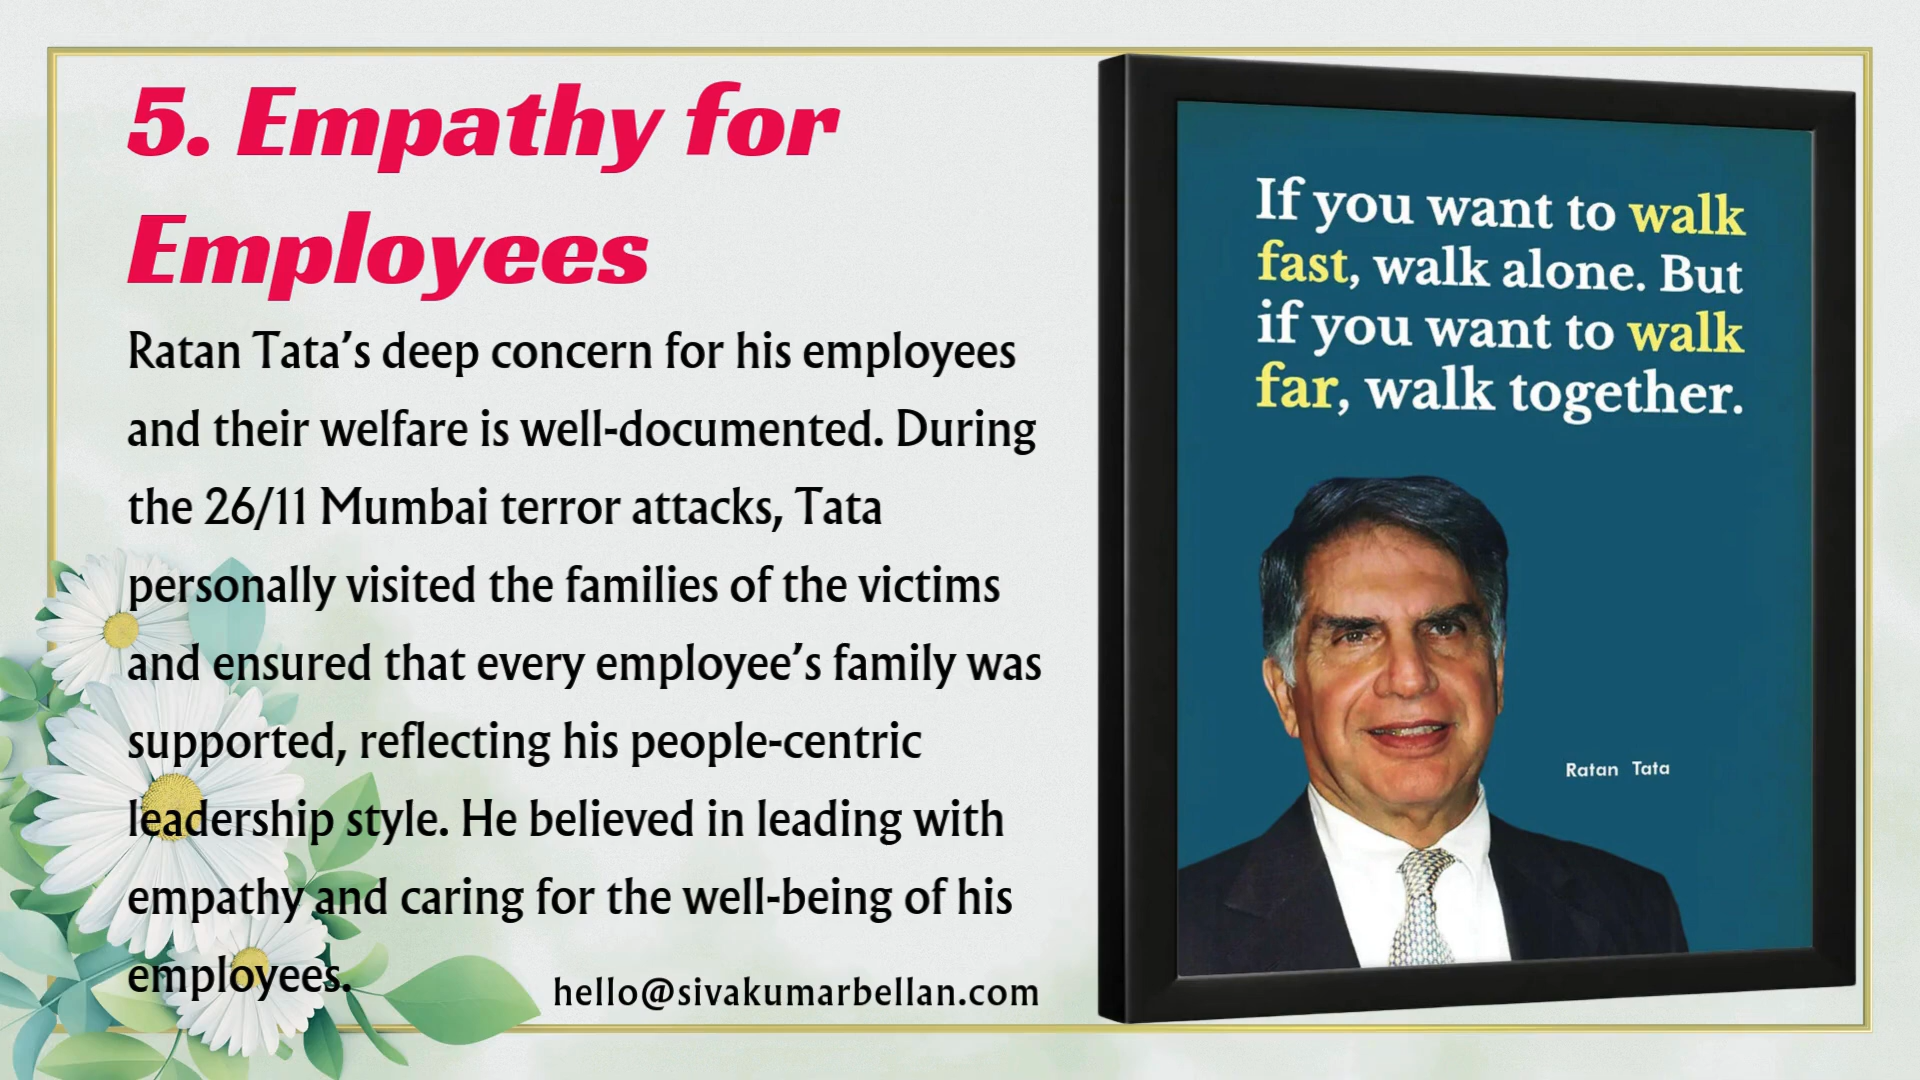 5. Empathy for
Employees
Ratan Tata’s deep concern for his employees
and their welfare is well-documented. During
the 26/11 Mumbai terror attacks, Tata
personally visited the families of the victims
and ensured that every employee’s family was
supported, reflecting his people-centric
leadership style. He believed in leading with
empathy and caring for the well-being of his
employees.
hello@sivakumarbellan.com
If you want to walk
fast, walk alone. But
if you want to walk
far, walk together.
Ratan Tata